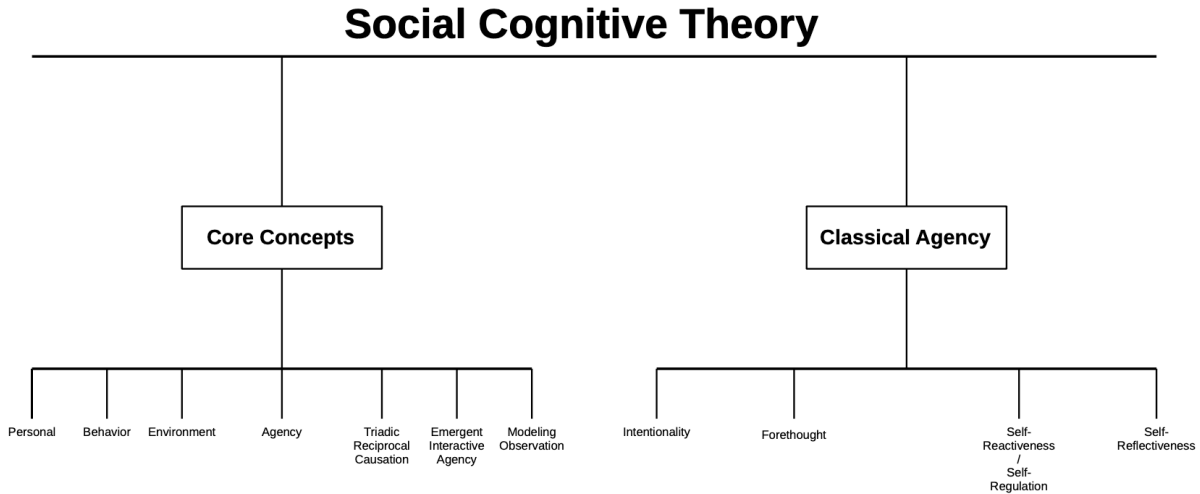 Social Cognitive Theory
Core Concepts
Classical Agency
Personal
Behavior
Environment
Agency
Triadic
Reciprocal
Causation
Emergent
Interactive
Agency
Modeling
Observation
Intentionality
Forethought
Self-
Reactiveness
/
Self-
Regulation
Self-
Reflectiveness